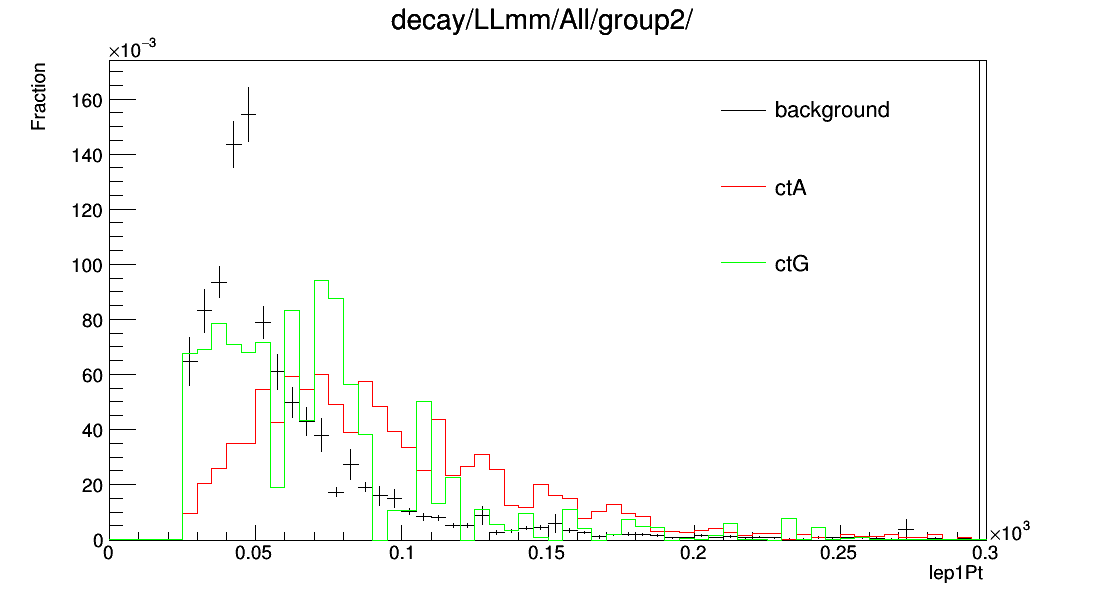 decay/LLmm/All/group2/
×10⁻³
Fraction
160
140
120
100
80
60
40
20
0
background
ctA
ctG
0 0.05 0.1 0.15 0.2 0.25 0.3
×10³
lep1Pt